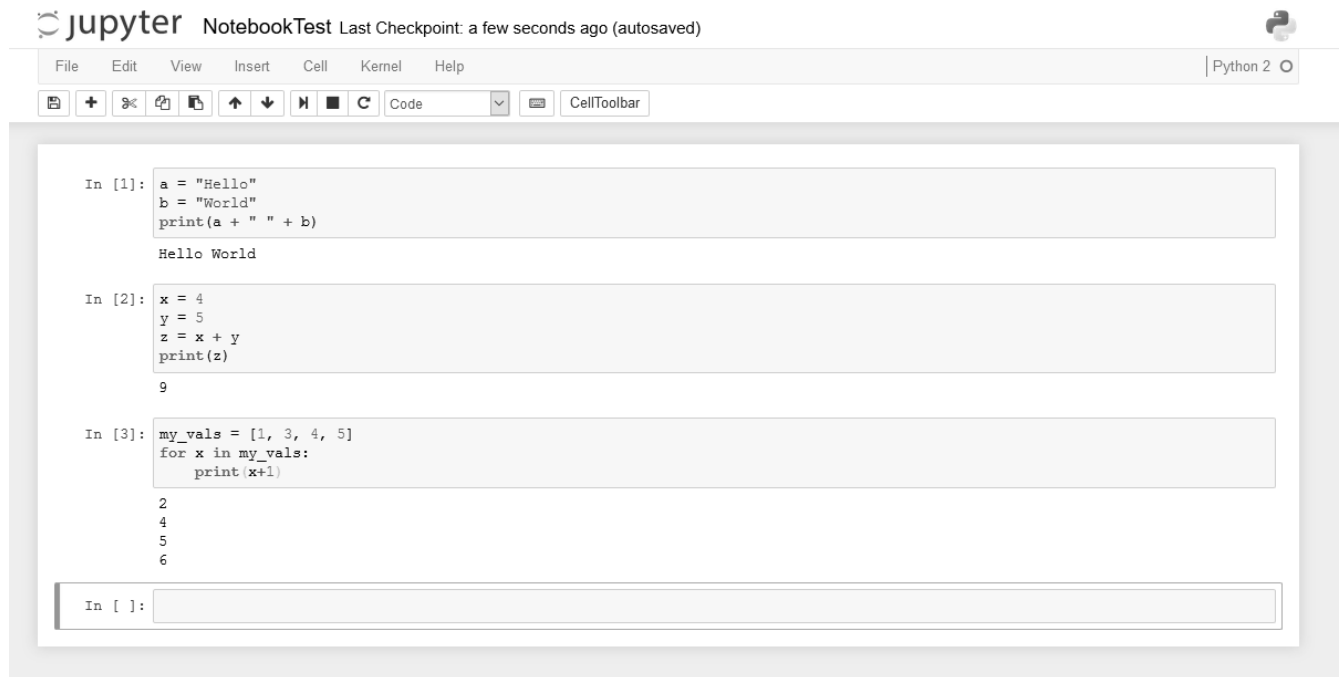 jupyter NotebookTest Last Checkpoint: a few seconds ago (autosaved)
File Edit View Insert Cell Kernel Help Python 2
Code CellToolbar
In [1]: a = "Hello"
b = "World"
print(a + " " + b)
Hello World
In [2]: x = 4
y = 5
z = x + y
print(z)
9
In [3]: my_vals = [1, 3, 4, 5]
for x in my_vals:
    print(x+1)
2
4
5
6
In [ ]: